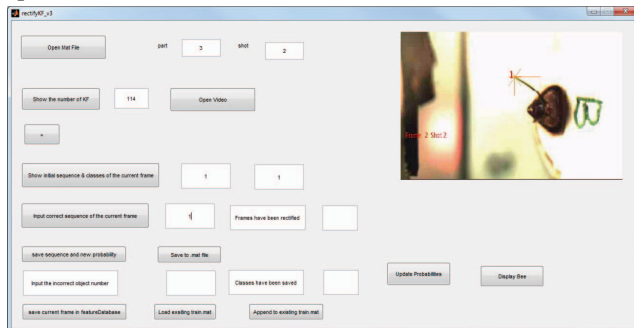 rectifyKF_v3
Open Mat File part 3 shot 2
Show the number of KF 114 Open Video
Show initial sequence & classes of the current frame 1 1
Input correct sequence of the current frame 1 Frames have been rectified
save sequence and new probability Save to .mat file
Input the incorrect object number Classes have been saved Update Probabilities Display Bee
save current frame in featureDatabase Load exsiting train.mat Append to exlsting train.mat
1
Frame 2 Shot 2